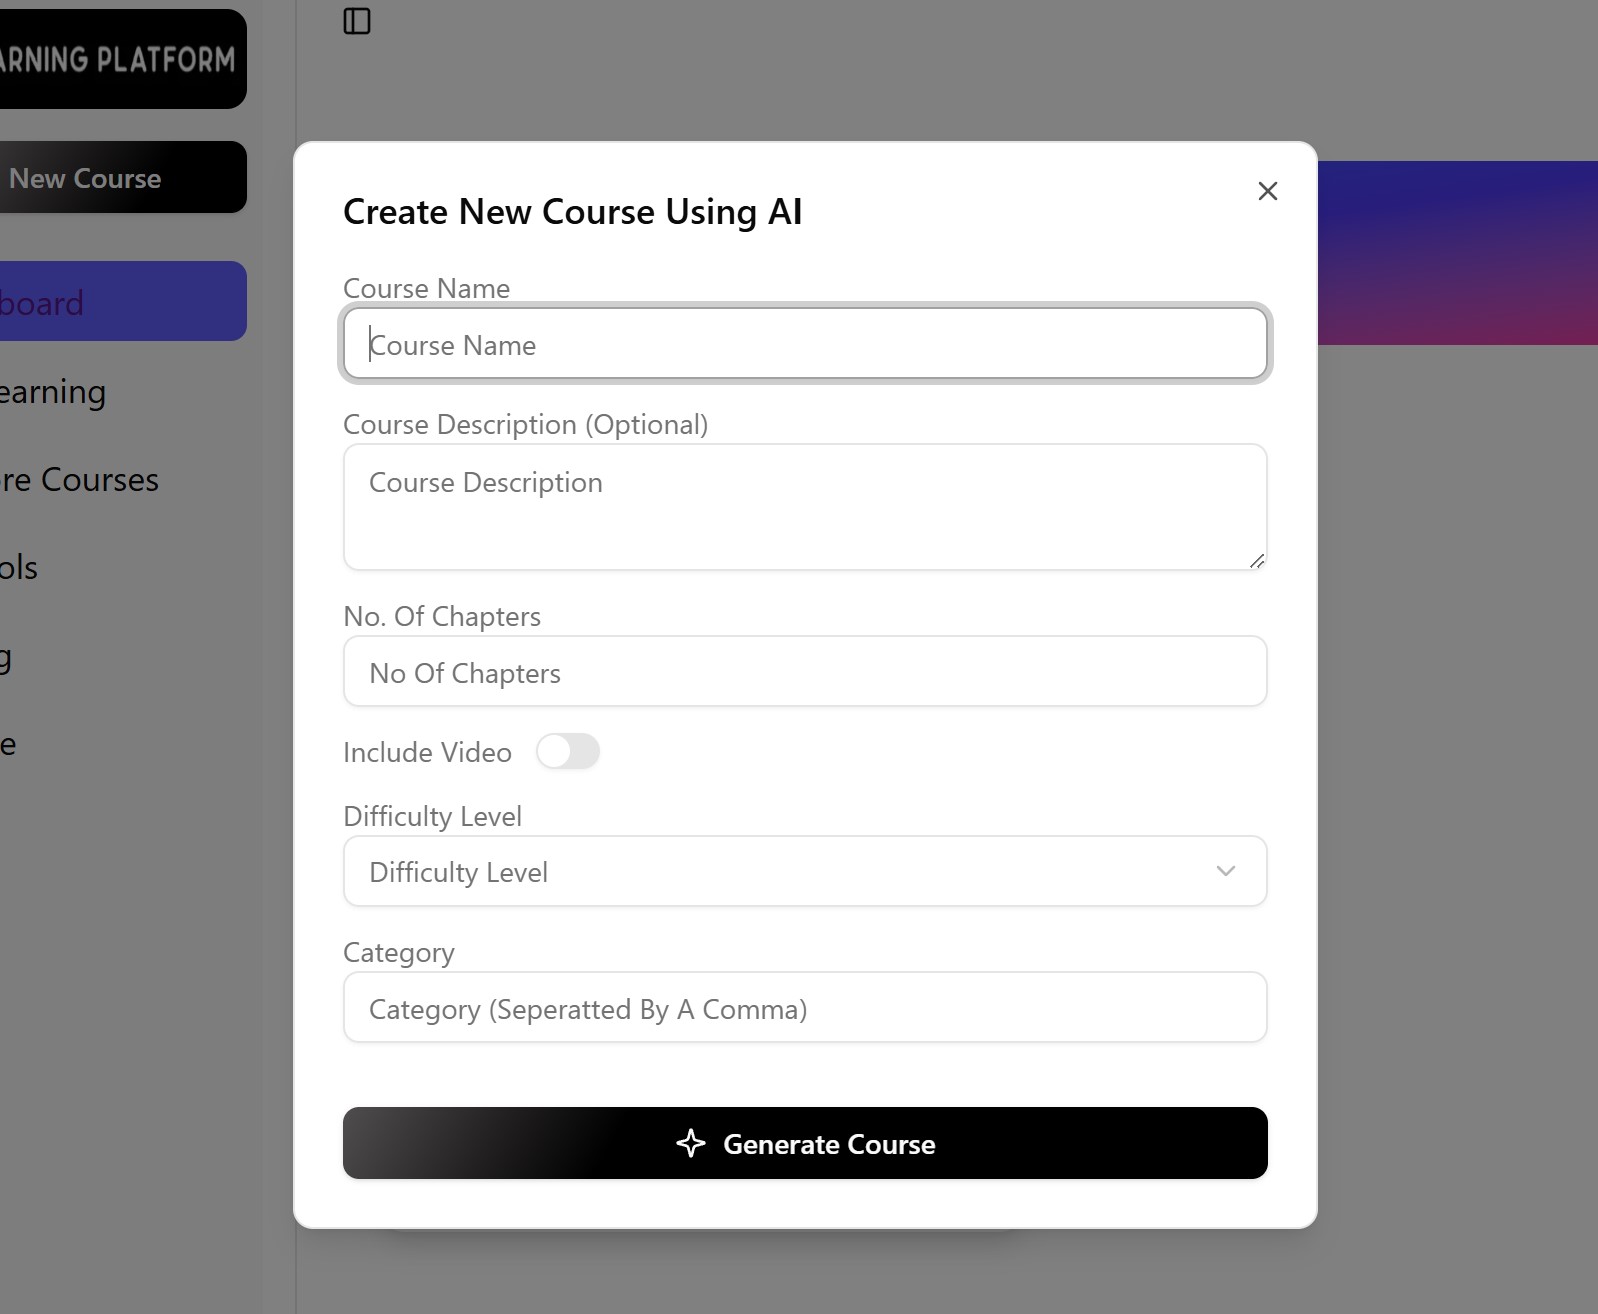 ARNING PLATFORM
New Course
board
earning
re Courses
ols
g
e
Create New Course Using AI
Course Name
Course Name
Course Description (Optional)
Course Description
No. Of Chapters
No Of Chapters
Include Video
Difficulty Level
Difficulty Level
Category
Category (Seperatted By A Comma)
Generate Course